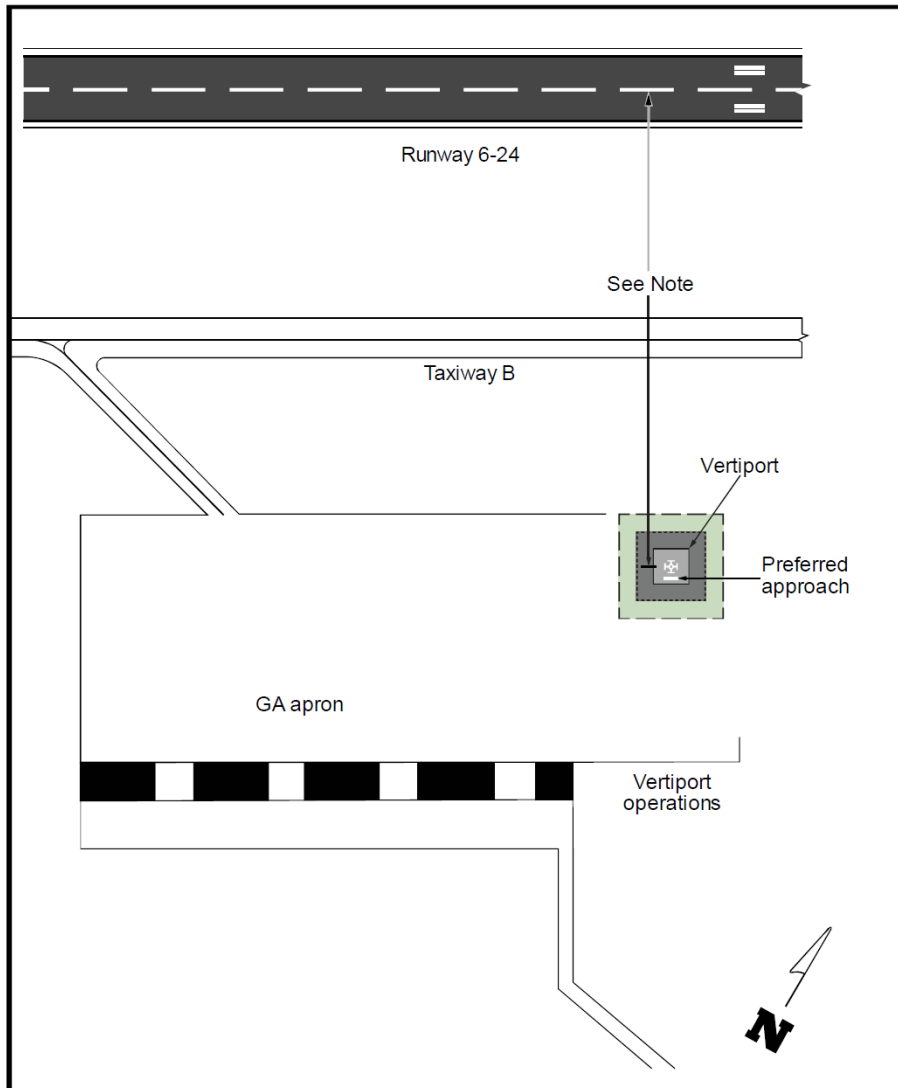 Runway 6-24
See Note
Taxiway B
Vertiport
Preferred
approach
GA apron
Vertiport
operations
N